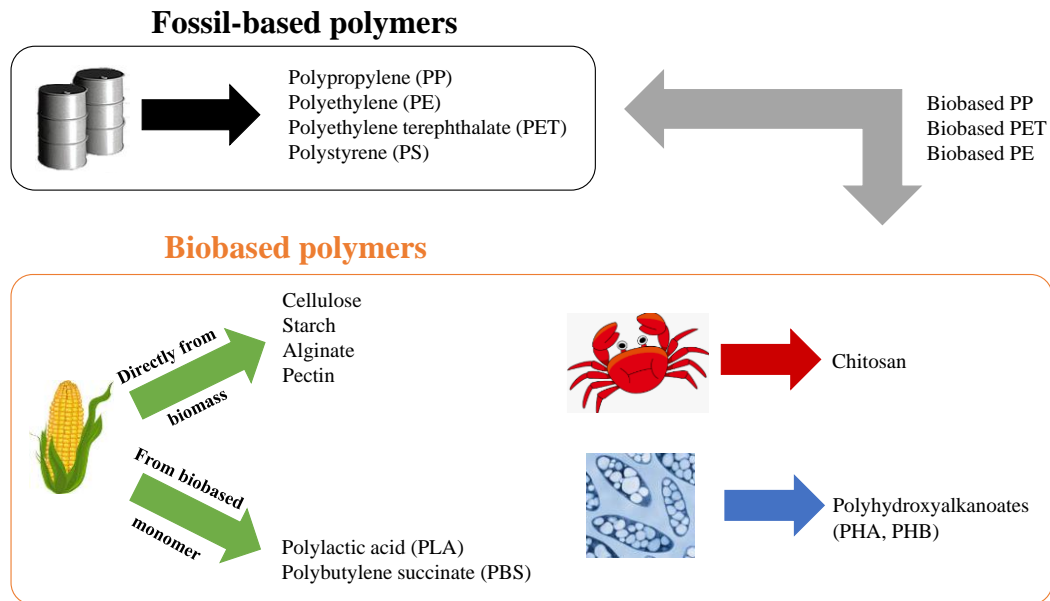 Fossil-based polymers
Polypropylene (PP)
Polyethylene (PE)
Polyethylene terephthalate (PET)
Polystyrene (PS)
Biobased PP
Biobased PET
Biobased PE
Biobased polymers
Directly from
biomass
Cellulose
Starch
Alginate
Pectin
Chitosan
From biobased
monomer
Polylactic acid (PLA)
Polybutylene succinate (PBS)
Polyhydroxyalkanoates
(PHA, PHB)